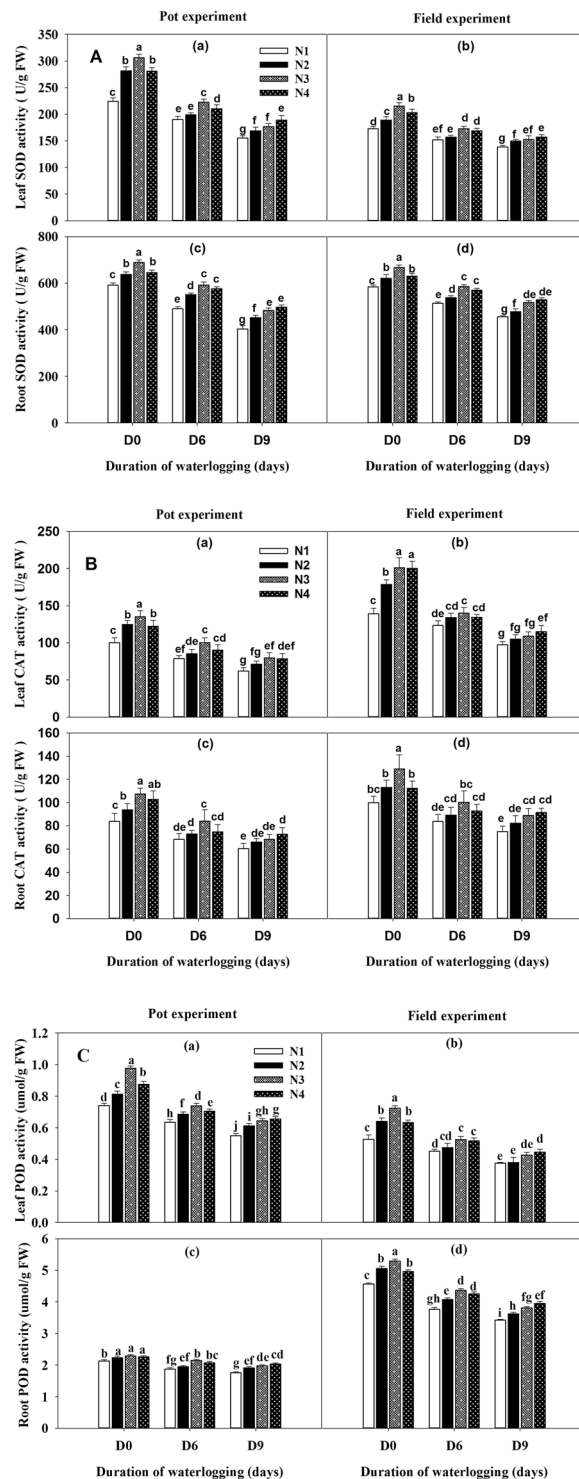 Pot experiment Field experiment
A (a) (b)
N1
N2
N3
N4
Leaf SOD activity ( U/g FW)
350
300
250
200
150
100
50
0
c b a b e e c d g f f e
d c a b ef e d d g f e e
(c) (d)
Root SOD activity ( U/g FW)
800
600
400
200
0
c b a b e d c c g f e e
c b a b e d c c g f de de
D0 D6 D9 D0 D6 D9
Duration of waterlogging (days) Duration of waterlogging (days)
Pot experiment Field experiment
B (a) (b)
N1
N2
N3
N4
Leaf CAT activity ( U/g FW)
250
200
150
100
50
0
c b a b ef de c cd g fg ef def
c b a a de cd c cd g fg fg ef
(c) (d)
Root CAT activity ( U/g FW )
160
140
120
100
80
60
40
20
0
c b a ab de d c d e de de d
bc b a b de cd bc cd e de cd cd
D0 D6 D9 D0 D6 D9
Duration of waterlogging (days) Duration of waterlogging (days)
Pot experiment Field experiment
C (a) (b)
N1
N2
N3
N4
Leaf POD activity (umol/g FW)
1.2
1.0
0.8
0.6
0.4
0.2
0.0
d c a b h f d e j i gh g
c b a b d cd c c e e de d
(c) (d)
Root POD activity (umol/g FW)
6
5
4
3
2
1
0
b a a a fg ef b bc g ef de cd
c b a b gh e d d i h fg ef
D0 D6 D9 D0 D6 D9
Duration of waterlogging (days) Duration of waterlogging (days)